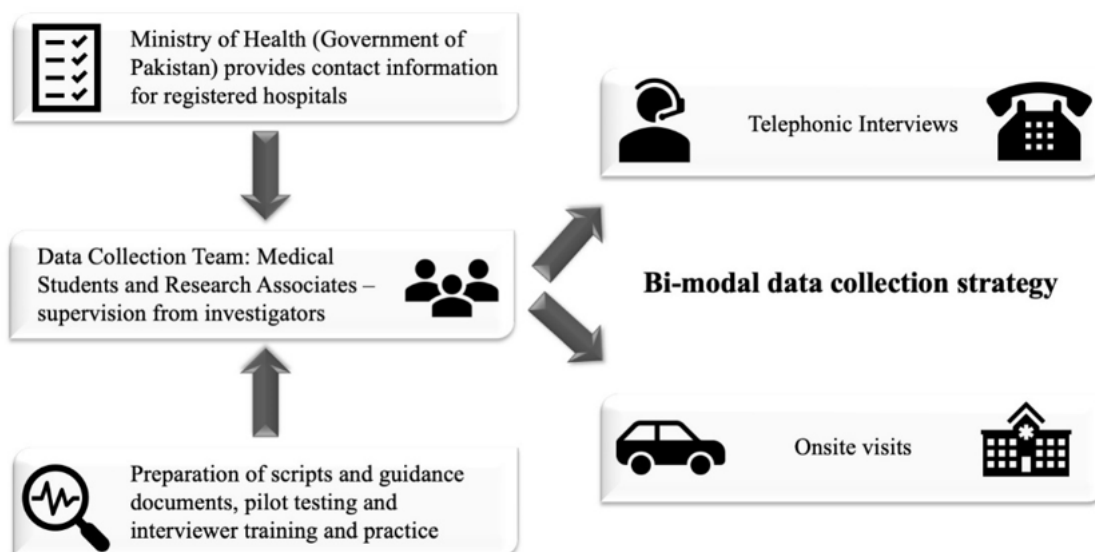 Ministry of Health (Government of
Pakistan) provides contact information
for registered hospitals
Data Collection Team: Medical
Students and Research Associates –
supervision from investigators
Preparation of scripts and guidance
documents, pilot testing and
interviewer training and practice
Telephonic Interviews
Bi-modal data collection strategy
Onsite visits